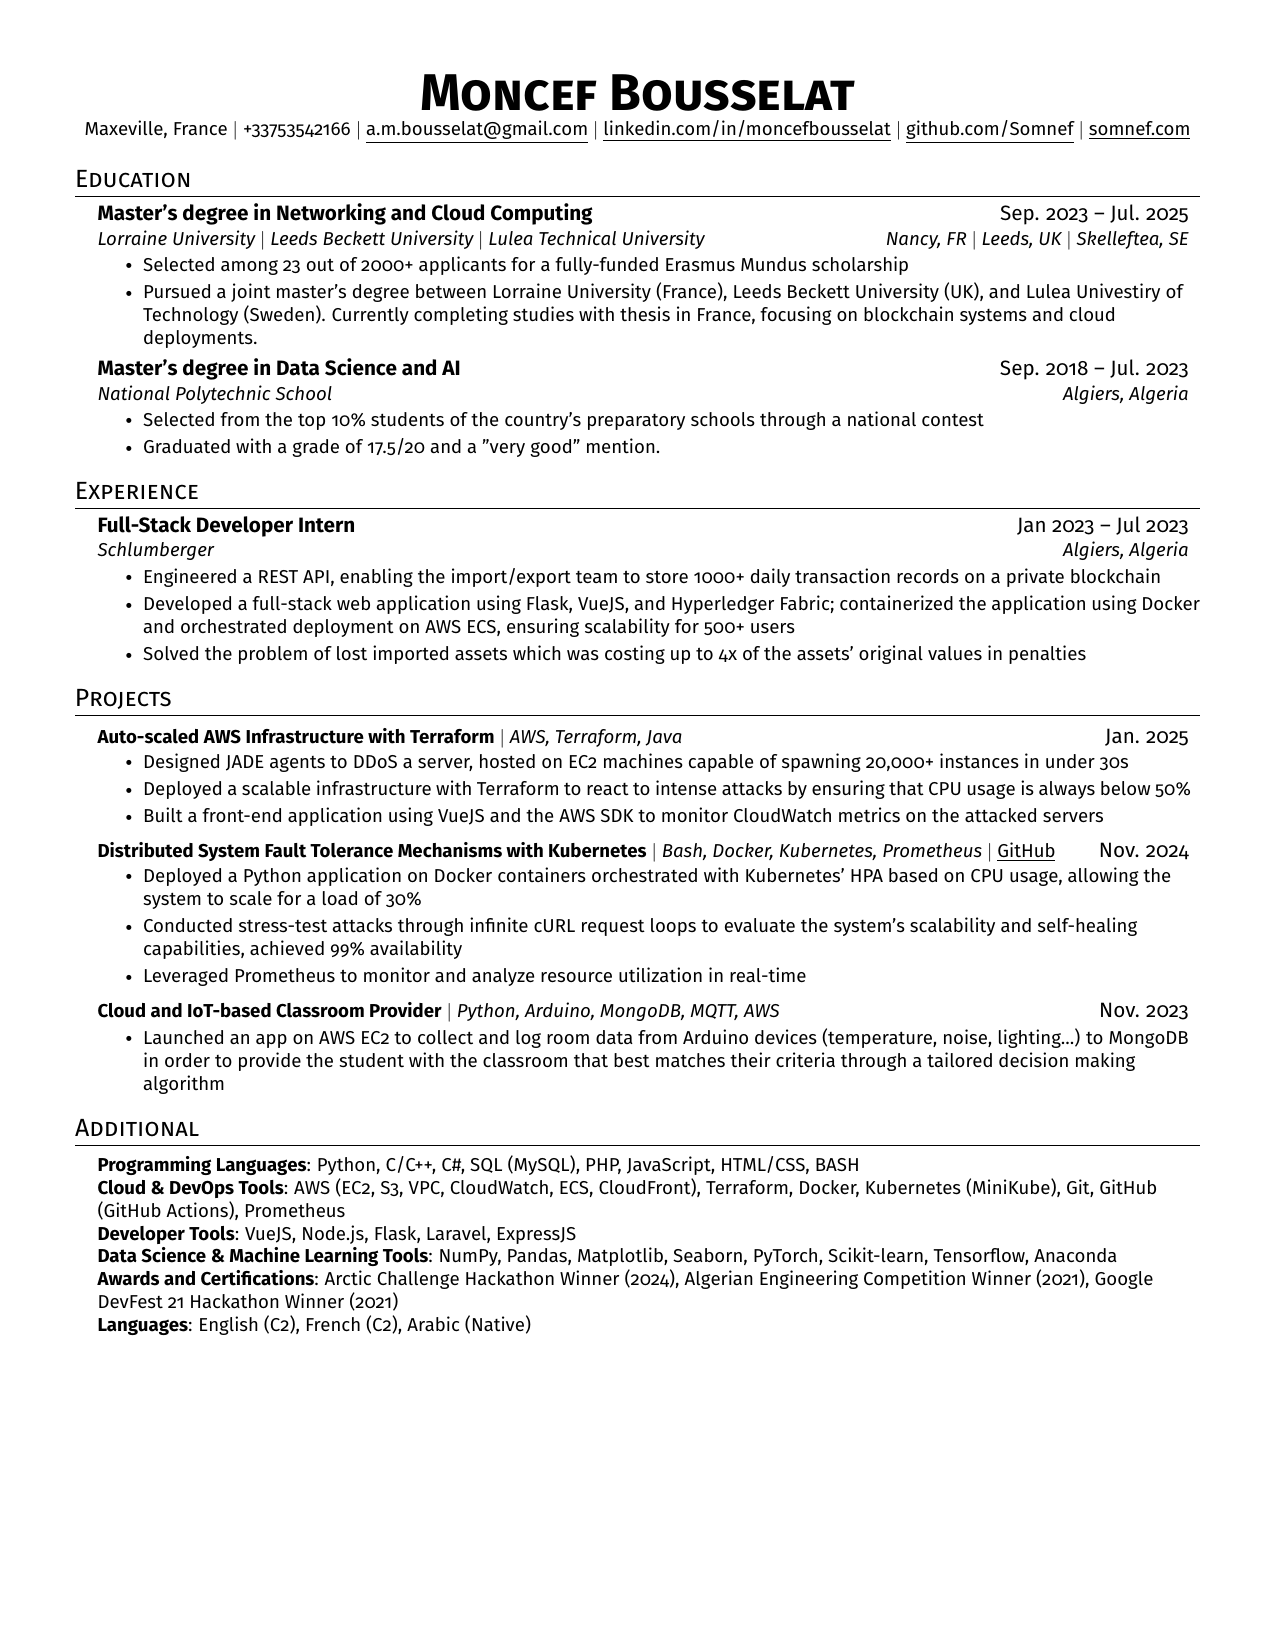 Moncef Bousselat
Maxeville, France | +33753542166 | a.m.bousselat@gmail.com | linkedin.com/in/moncefbousselat | github.com/Somnef | somnef.com
Education
Master’s degree in Networking and Cloud Computing Sep. 2023 – Jul. 2025
Lorraine University | Leeds Beckett University | Lulea Technical University Nancy, FR | Leeds, UK | Skelleftea, SE
• Selected among 23 out of 2000+ applicants for a fully-funded Erasmus Mundus scholarship
• Pursued a joint master’s degree between Lorraine University (France), Leeds Beckett University (UK), and Lulea Univestiry of
Technology (Sweden). Currently completing studies with thesis in France, focusing on blockchain systems and cloud
deployments.
Master’s degree in Data Science and AI Sep. 2018 – Jul. 2023
National Polytechnic School Algiers, Algeria
• Selected from the top 10% students of the country’s preparatory schools through a national contest
• Graduated with a grade of 17.5/20 and a ”very good” mention.
Experience
Full-Stack Developer Intern Jan 2023 – Jul 2023
Schlumberger Algiers, Algeria
• Engineered a REST API, enabling the import/export team to store 1000+ daily transaction records on a private blockchain
• Developed a full-stack web application using Flask, VueJS, and Hyperledger Fabric; containerized the application using Docker
and orchestrated deployment on AWS ECS, ensuring scalability for 500+ users
• Solved the problem of lost imported assets which was costing up to 4x of the assets’ original values in penalties
Projects
Auto-scaled AWS Infrastructure with Terraform | AWS, Terraform, Java Jan. 2025
• Designed JADE agents to DDoS a server, hosted on EC2 machines capable of spawning 20,000+ instances in under 30s
• Deployed a scalable infrastructure with Terraform to react to intense attacks by ensuring that CPU usage is always below 50%
• Built a front-end application using VueJS and the AWS SDK to monitor CloudWatch metrics on the attacked servers
Distributed System Fault Tolerance Mechanisms with Kubernetes | Bash, Docker, Kubernetes, Prometheus | GitHub Nov. 2024
• Deployed a Python application on Docker containers orchestrated with Kubernetes’ HPA based on CPU usage, allowing the
system to scale for a load of 30%
• Conducted stress-test attacks through infinite cURL request loops to evaluate the system’s scalability and self-healing
capabilities, achieved 99% availability
• Leveraged Prometheus to monitor and analyze resource utilization in real-time
Cloud and IoT-based Classroom Provider | Python, Arduino, MongoDB, MQTT, AWS Nov. 2023
• Launched an app on AWS EC2 to collect and log room data from Arduino devices (temperature, noise, lighting...) to MongoDB
in order to provide the student with the classroom that best matches their criteria through a tailored decision making
algorithm
Additional
Programming Languages: Python, C/C++, C#, SQL (MySQL), PHP, JavaScript, HTML/CSS, BASH
Cloud & DevOps Tools: AWS (EC2, S3, VPC, CloudWatch, ECS, CloudFront), Terraform, Docker, Kubernetes (MiniKube), Git, GitHub
(GitHub Actions), Prometheus
Developer Tools: VueJS, Node.js, Flask, Laravel, ExpressJS
Data Science & Machine Learning Tools: NumPy, Pandas, Matplotlib, Seaborn, PyTorch, Scikit-learn, Tensorflow, Anaconda
Awards and Certifications: Arctic Challenge Hackathon Winner (2024), Algerian Engineering Competition Winner (2021), Google
DevFest 21 Hackathon Winner (2021)
Languages: English (C2), French (C2), Arabic (Native)